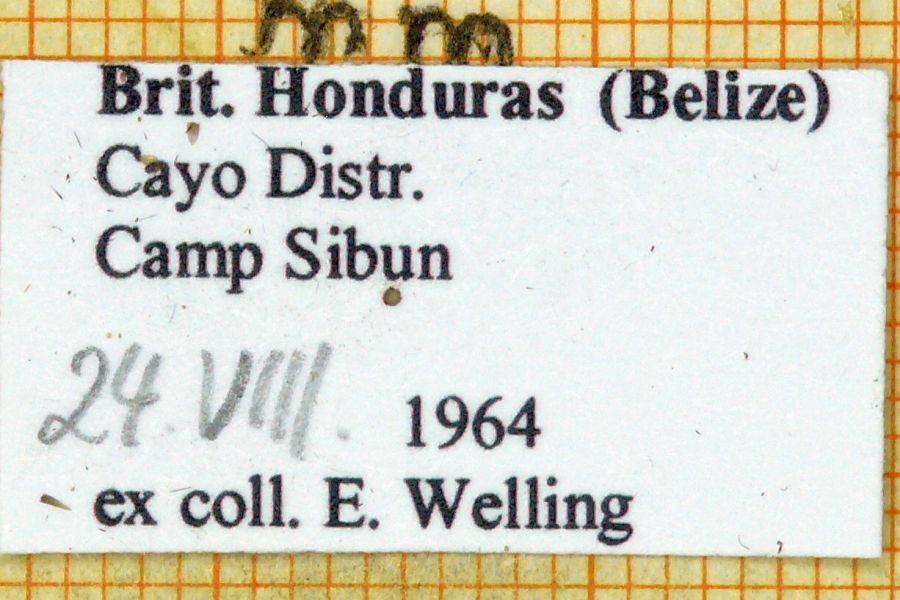 mm
Brit. Honduras (Belize)
Cayo Distr.
Camp Sibun
24.VIII. 1964
ex coll. E. Welling